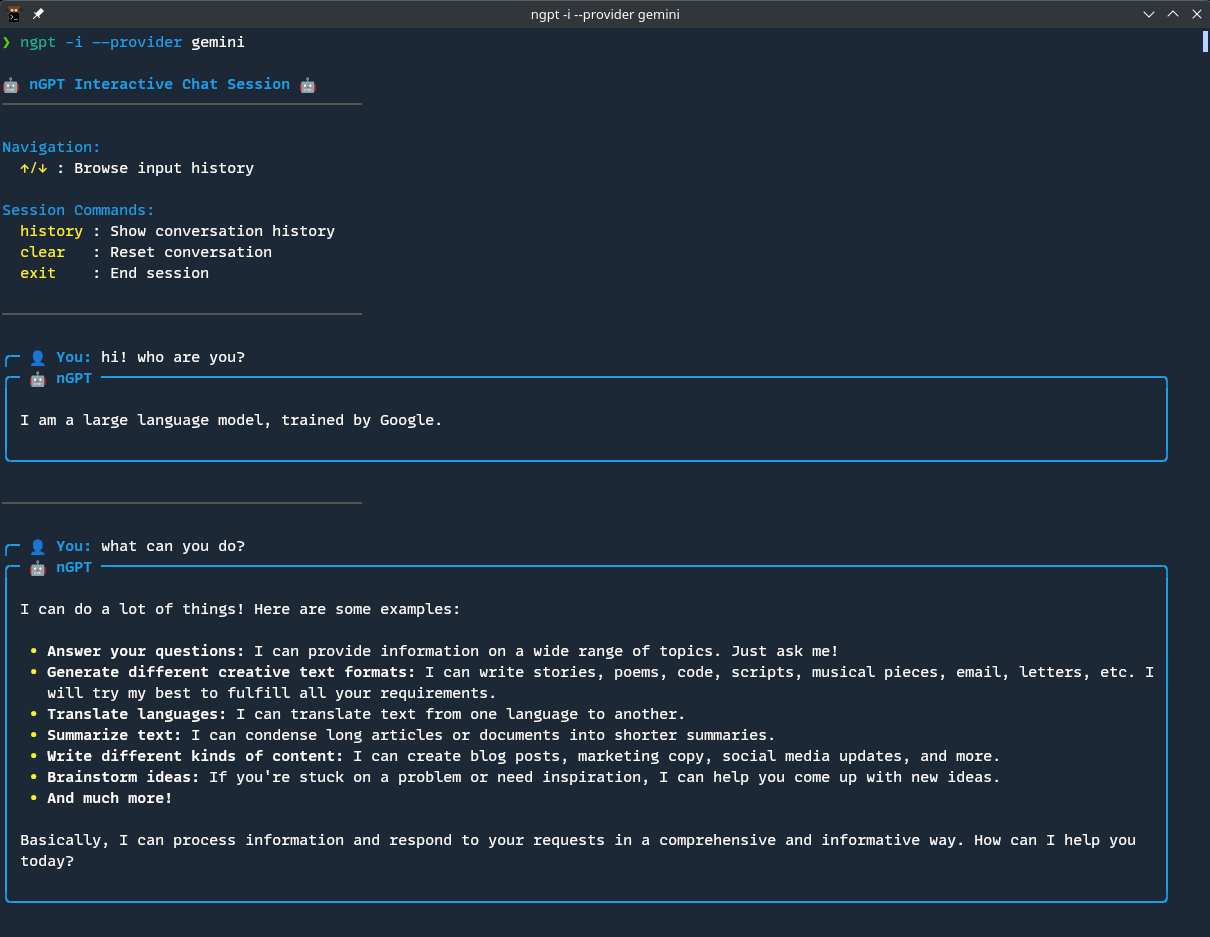 ngpt -i --provider gemini
❯ ngpt -i --provider gemini
🤖 nGPT Interactive Chat Session 🤖
Navigation:
↑/↓ : Browse input history
Session Commands:
history : Show conversation history
clear   : Reset conversation
exit    : End session
👤 You: hi! who are you?
🤖 nGPT
I am a large language model, trained by Google.
👤 You: what can you do?
🤖 nGPT
I can do a lot of things! Here are some examples:
• Answer your questions: I can provide information on a wide range of topics. Just ask me!
• Generate different creative text formats: I can write stories, poems, code, scripts, musical pieces, email, letters, etc. I
will try my best to fulfill all your requirements.
• Translate languages: I can translate text from one language to another.
• Summarize text: I can condense long articles or documents into shorter summaries.
• Write different kinds of content: I can create blog posts, marketing copy, social media updates, and more.
• Brainstorm ideas: If you're stuck on a problem or need inspiration, I can help you come up with new ideas.
• And much more!
Basically, I can process information and respond to your requests in a comprehensive and informative way. How can I help you
today?